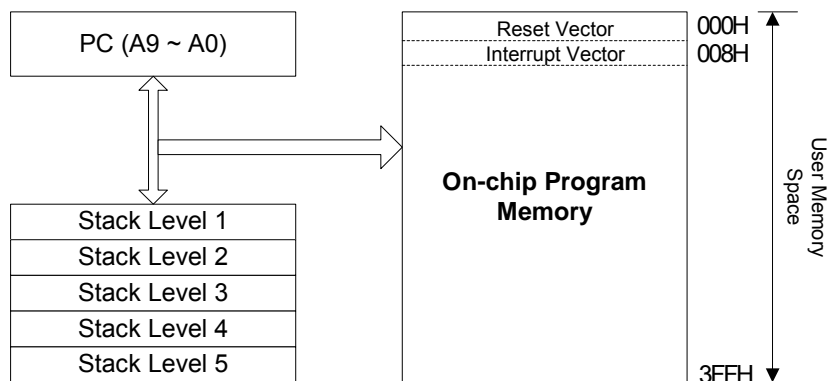 PC (A9 ~ A0)
Stack Level 1
Stack Level 2
Stack Level 3
Stack Level 4
Stack Level 5
Reset Vector
Interrupt Vector
On-chip Program
Memory
000H
008H
3FFH
User Memory
Space